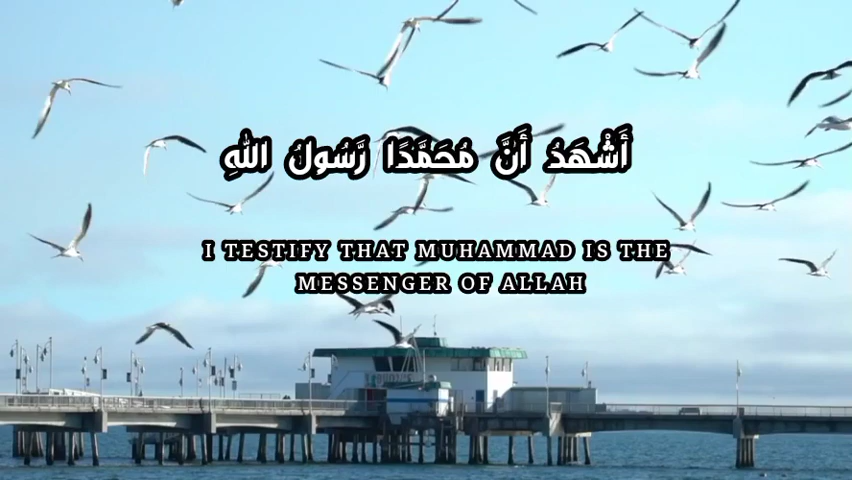 أَشْهَدُ أَنَّ مُحَمَّدًا رَّسُولُ اللهِ
I TESTIFY THAT MUHAMMAD IS THE
MESSENGER OF ALLAH